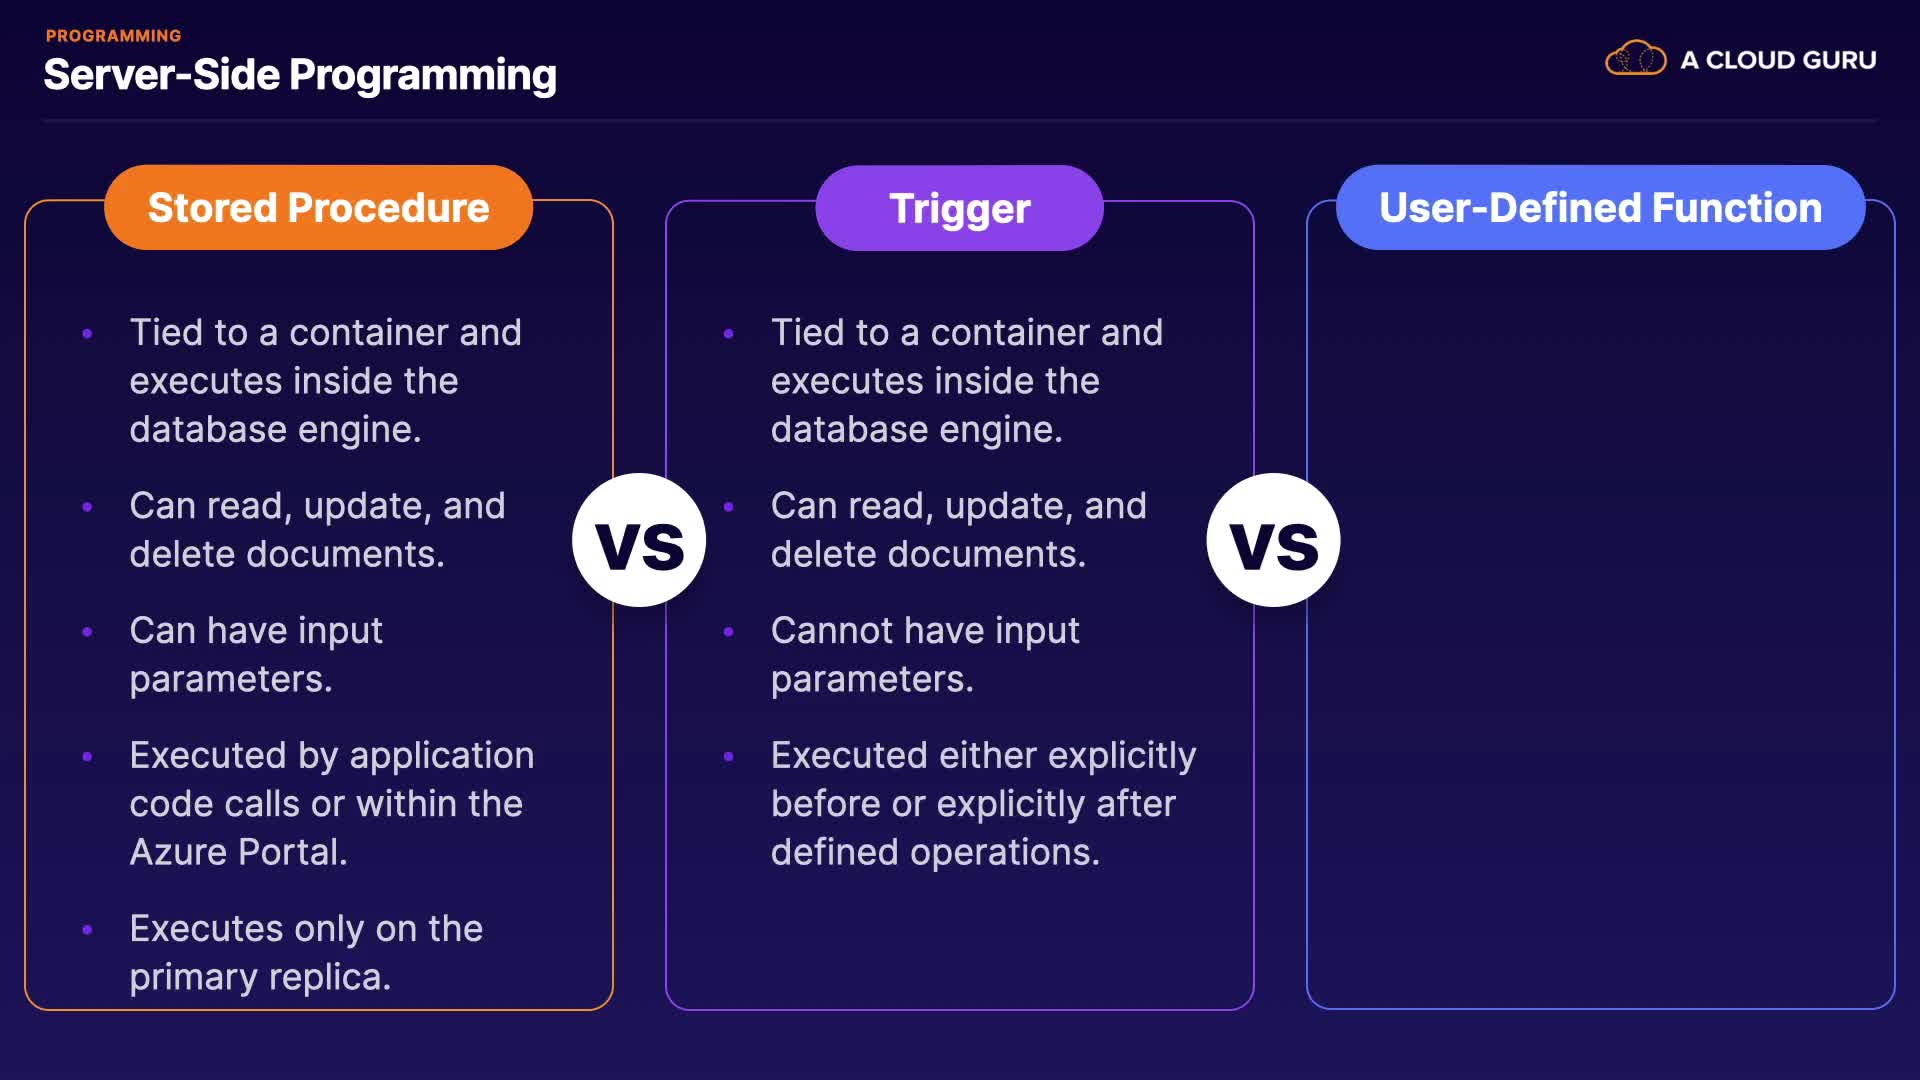 PROGRAMMING
Server-Side Programming
A CLOUD GURU
Stored Procedure
• Tied to a container and
executes inside the
database engine.
• Can read, update, and
delete documents.
• Can have input
parameters.
• Executed by application
code calls or within the
Azure Portal.
• Executes only on the
primary replica.
VS
Trigger
• Tied to a container and
executes inside the
database engine.
• Can read, update, and
delete documents.
• Cannot have input
parameters.
• Executed either explicitly
before or explicitly after
defined operations.
VS
User-Defined Function